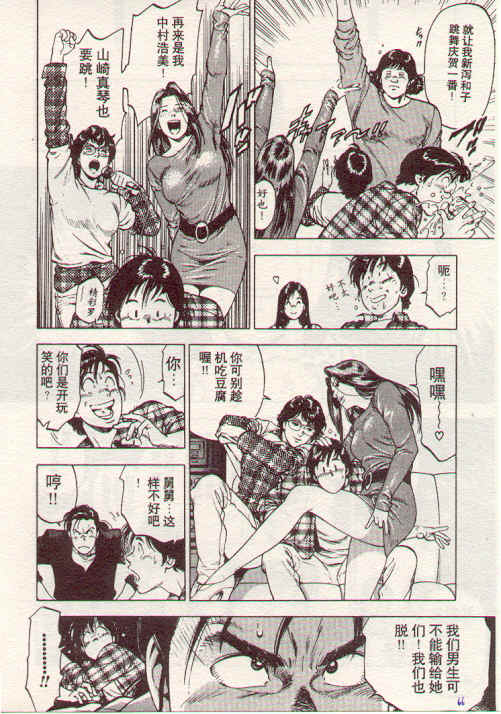 就让我新泻和子
跳舞庆贺一番！
好也！
再来是我
中村浩美！
山崎真琴也
要跳！
精彩罗
呃…？
不太
好吧…
嘿嘿～～♡
你可别趁
机吃豆腐
喔!!
你…
你们是开玩
笑的吧？
舅舅…这
样不好吧
！
哼!!
我们男生可
不能输给她
们！我们也
脱!!
………!!